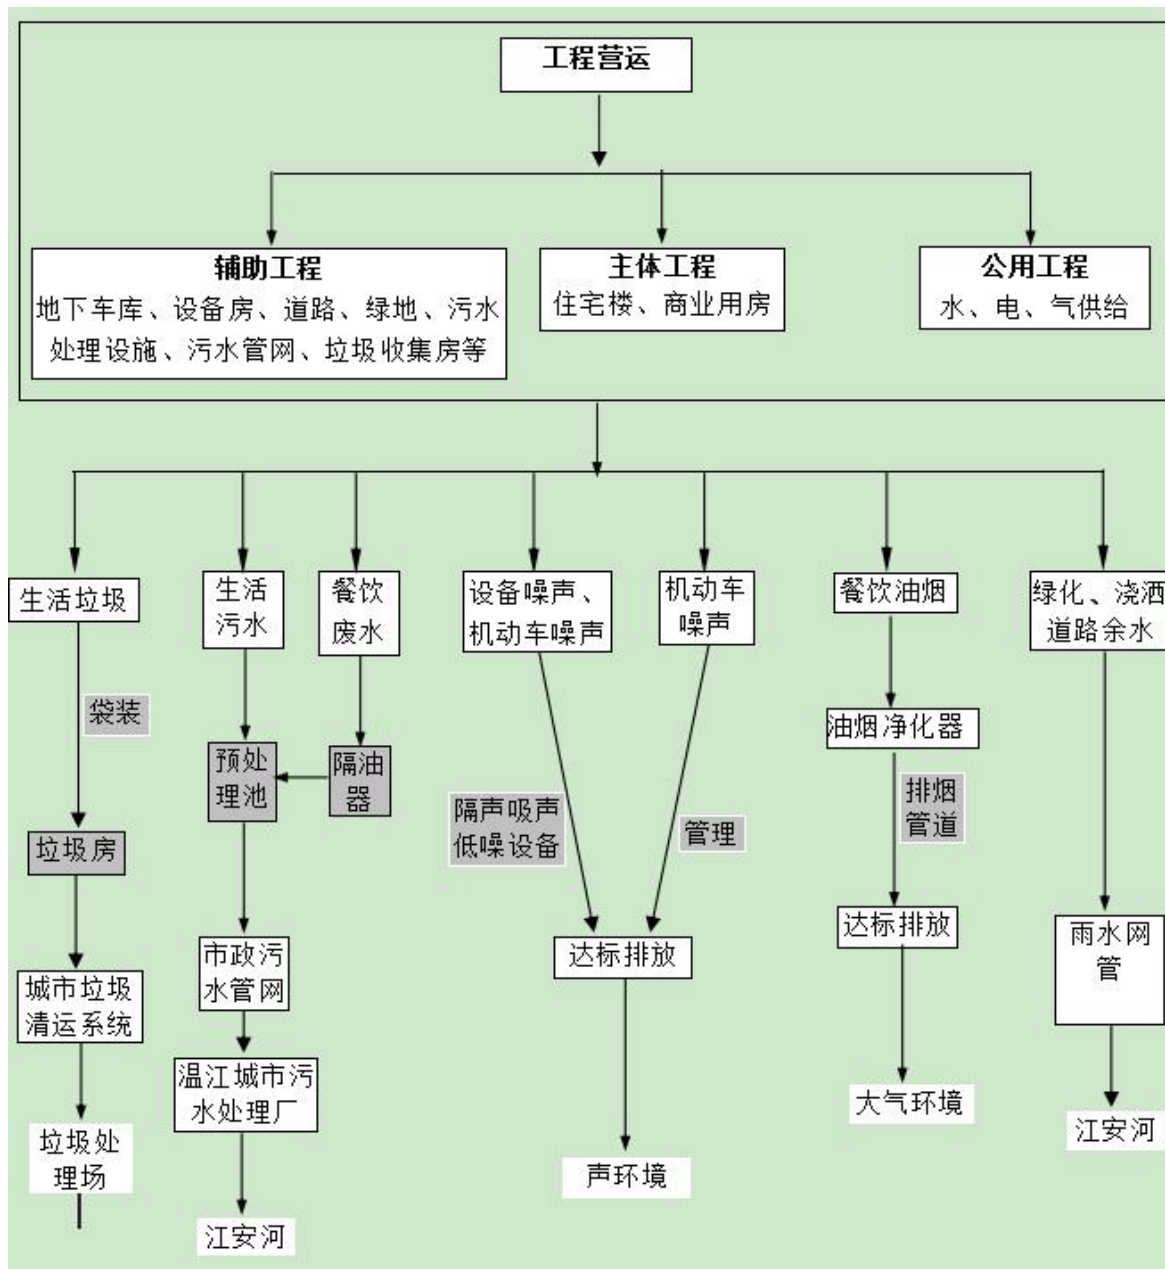 工程营运
辅助工程
地下车库、设备房、道路、绿地、污水
处理设施、污水管网、垃圾收集房等
主体工程
住宅楼、商业用房
公用工程
水、电、气供给
生活垃圾
生活
污水
餐饮
废水
设备噪声、
机动车噪声
机动车
噪声
餐饮油烟
绿化、浇洒
道路余水
袋装
预处
理池
隔油
器
隔声吸声
低噪设备
管理
油烟净化器
排烟
管道
垃圾房
市政污
水管网
达标排放
达标排放
雨水网
管
城市垃圾
清运系统
温江城市污
水处理厂
大气环境
江安河
垃圾处
理场
声环境
江安河